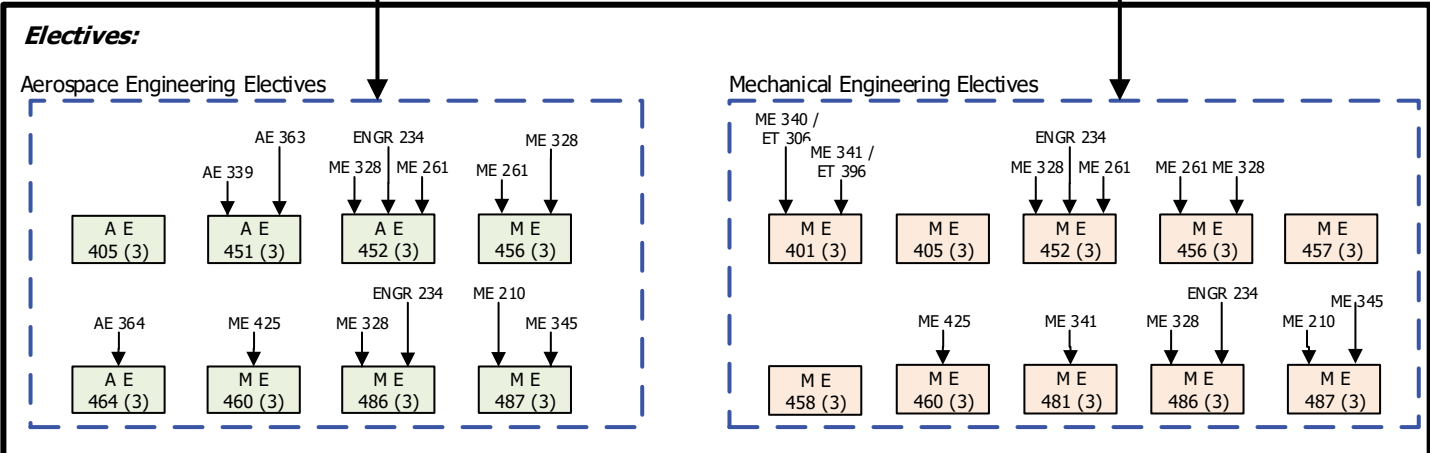 Electives:
Aerospace Engineering Electives
AE 339
AE 363
ME 328
ENGR 234
ME 261
ME 261
ME 328
A E
405 (3)
A E
451 (3)
A E
452 (3)
M E
456 (3)
AE 364
ME 425
ME 328
ENGR 234
ME 210
ME 345
A E
464 (3)
M E
460 (3)
M E
486 (3)
M E
487 (3)
Mechanical Engineering Electives
ME 340 /
ET 306
ME 341 /
ET 396
ME 328
ENGR 234
ME 261
ME 261
ME 328
M E
401 (3)
M E
405 (3)
M E
452 (3)
M E
456 (3)
M E
457 (3)
ME 425
ME 341
ME 328
ENGR 234
ME 210
ME 345
M E
458 (3)
M E
460 (3)
M E
481 (3)
M E
486 (3)
M E
487 (3)